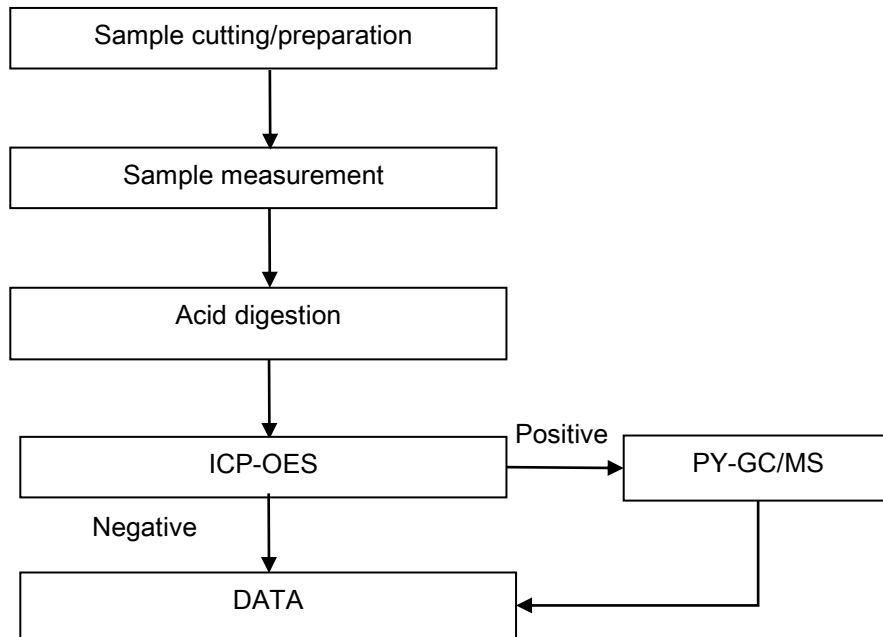 Sample cutting/preparation
Sample measurement
Acid digestion
ICP-OES
Positive
PY-GC/MS
Negative
DATA